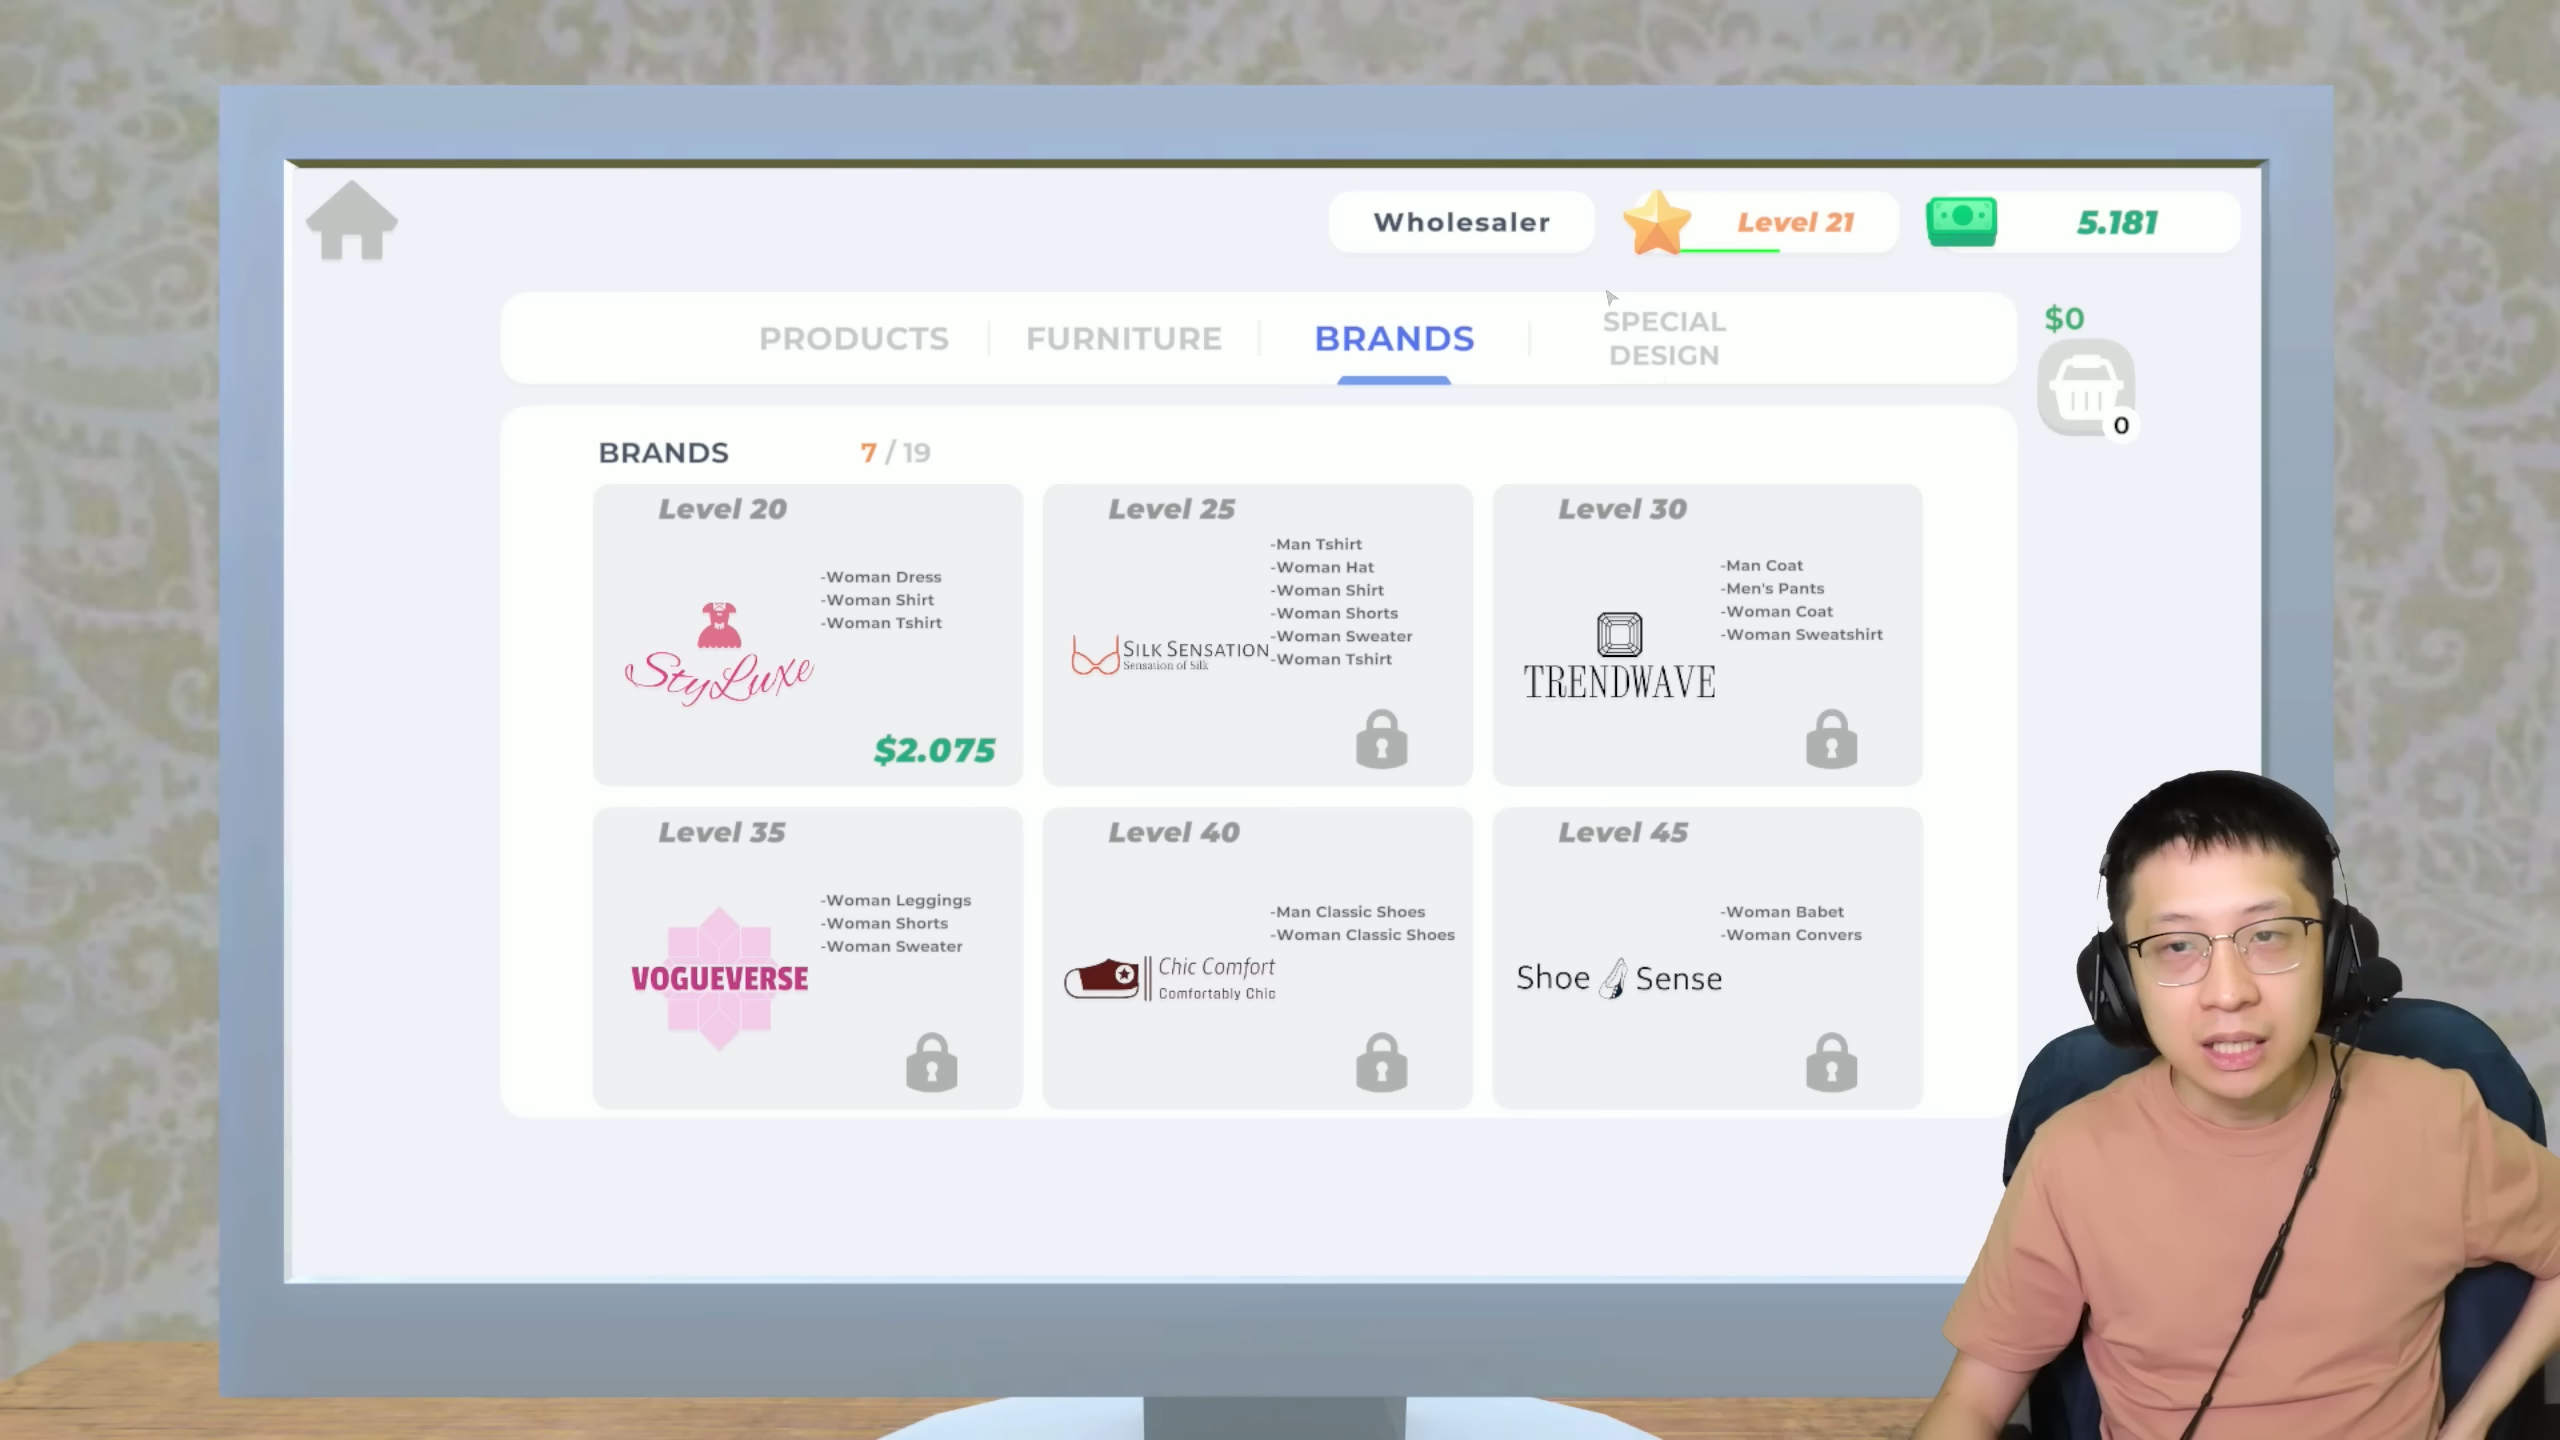 Wholesaler
Level 21
5.181
PRODUCTS
FURNITURE
BRANDS
SPECIAL
DESIGN
$0
0
BRANDS
7 / 19
Level 20
-Woman Dress
-Woman Shirt
-Woman Tshirt
StyLuxe
$2.075
Level 25
-Man Tshirt
-Woman Hat
-Woman Shirt
-Woman Shorts
-Woman Sweater
-Woman Tshirt
SILK SENSATION
Sensation of Silk
Level 30
-Man Coat
-Men's Pants
-Woman Coat
-Woman Sweatshirt
TRENDWAVE
Level 35
-Woman Leggings
-Woman Shorts
-Woman Sweater
VOGUEVERSE
Level 40
-Man Classic Shoes
-Woman Classic Shoes
Chic Comfort
Comfortably Chic
Level 45
-Woman Babet
-Woman Convers
Shoe Sense